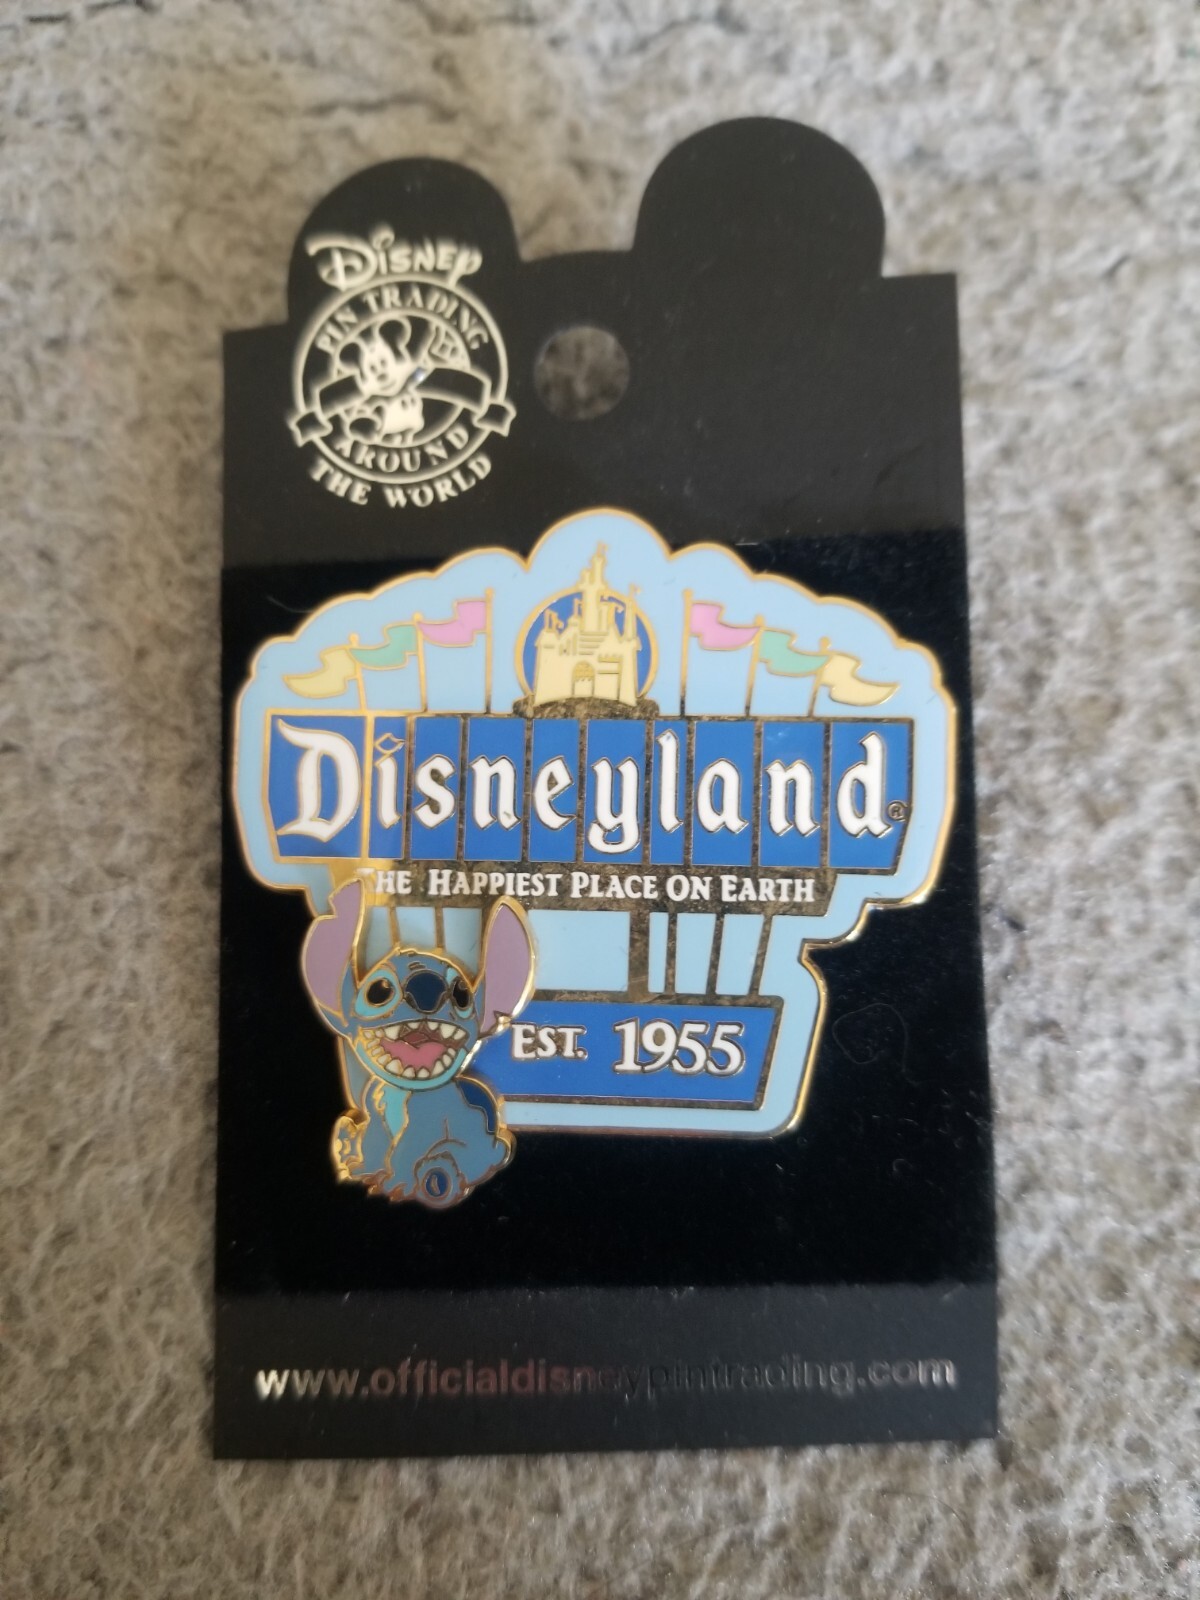 Disney
PIN TRADING
AROUND
THE WORLD
Disneyland®
THE HAPPIEST PLACE ON EARTH
EST. 1955
www.officialdisneypintrading.com